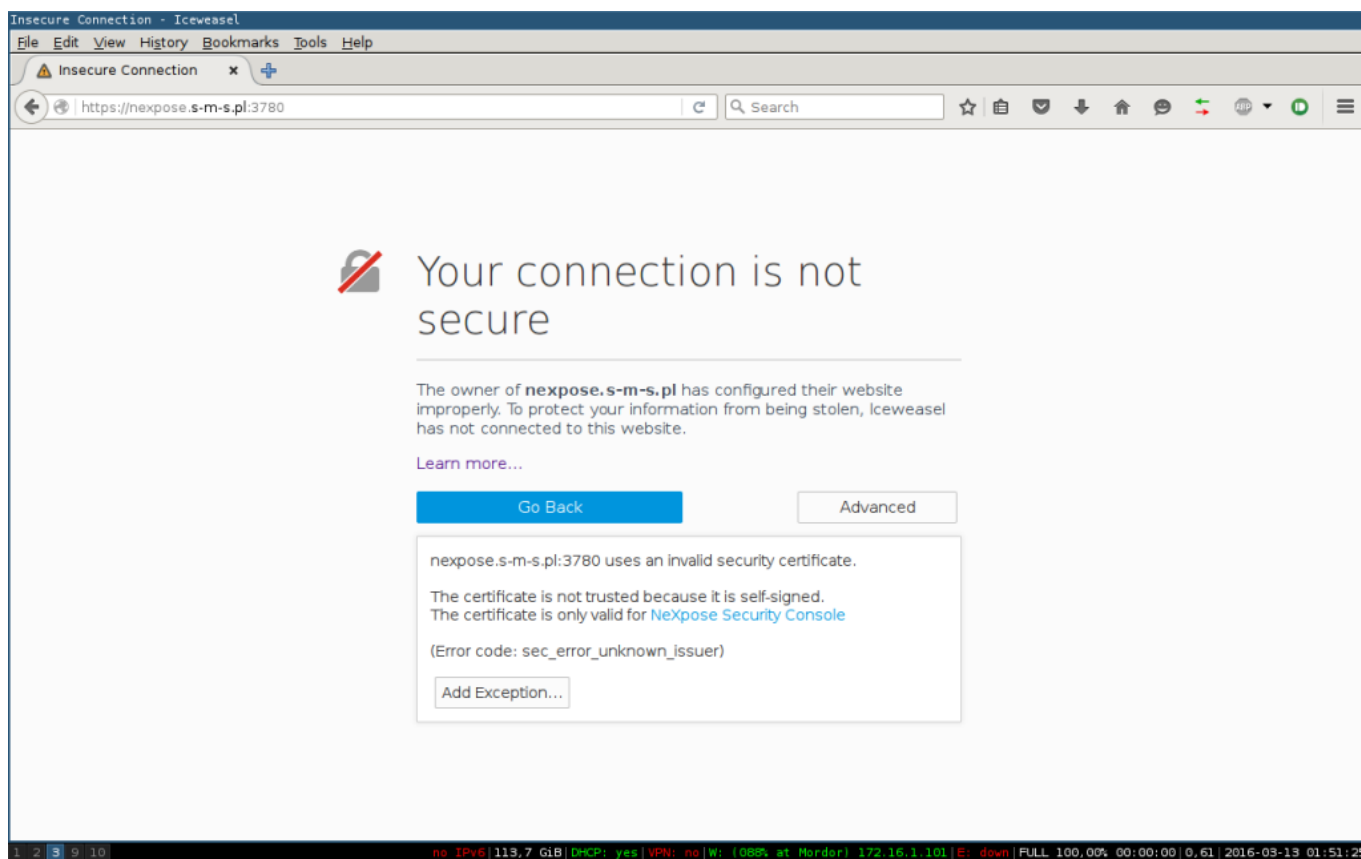 Insecure Connection - Iceweasel
File Edit View History Bookmarks Tools Help
Insecure Connection
https://nexpose.s-m-s.pl:3780
Search
ABP
Your connection is not
secure
The owner of nexpose.s-m-s.pl has configured their website
improperly. To protect your information from being stolen, Iceweasel
has not connected to this website.
Learn more...
Go Back
Advanced
nexpose.s-m-s.pl:3780 uses an invalid security certificate.
The certificate is not trusted because it is self-signed.
The certificate is only valid for NeXpose Security Console
(Error code: sec_error_unknown_issuer)
Add Exception...
1 2 3 9 10
no IPv6|113,7 GiB|DHCP: yes|VPN: no|W: (088% at Mordor) 172.16.1.101|E: down|FULL 100,00% 00:00:00|0,61|2016-03-13 01:51:2